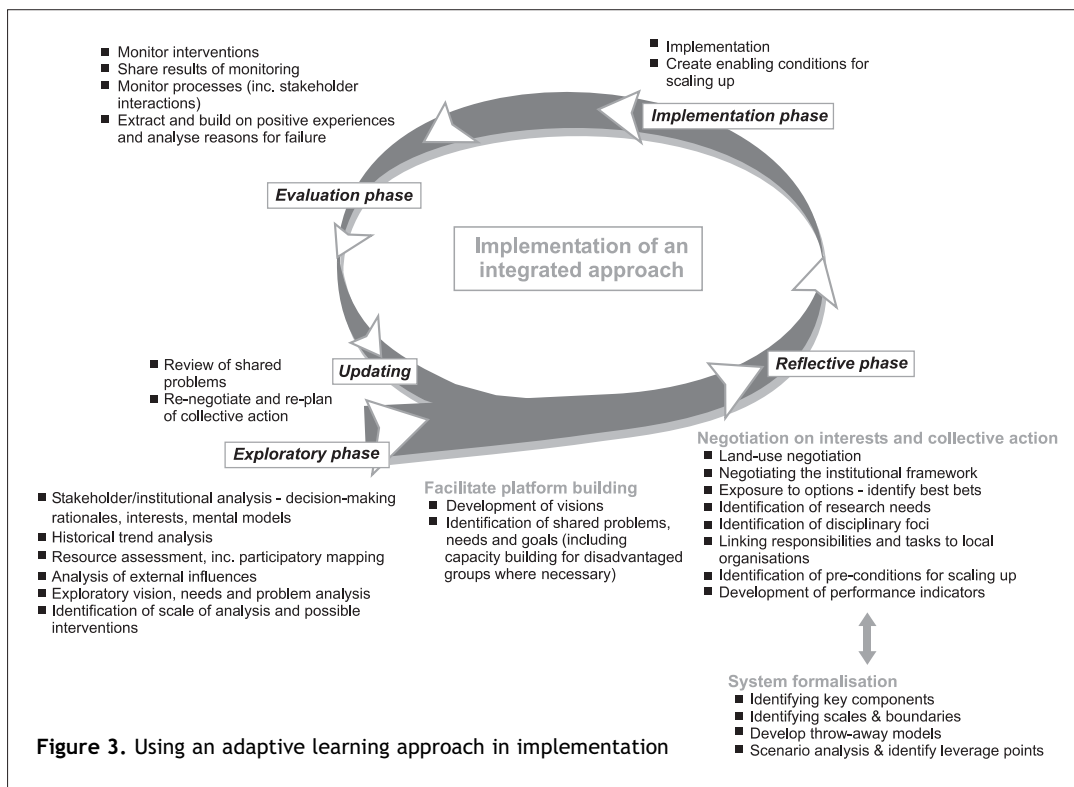 ■ Monitor interventions
■ Share results of monitoring
■ Monitor processes (inc. stakeholder
interactions)
■ Extract and build on positive experiences
and analyse reasons for failure
■ Implementation
■ Create enabling conditions for
scaling up
Implementation phase
Evaluation phase
Implementation of an
integrated approach
■ Review of shared
problems
■ Re-negotiate and re-plan
of collective action
Updating
Reflective phase
Exploratory phase
■ Stakeholder/institutional analysis - decision-making
rationales, interests, mental models
■ Historical trend analysis
■ Resource assessment, inc. participatory mapping
■ Analysis of external influences
■ Exploratory vision, needs and problem analysis
■ Identification of scale of analysis and possible
interventions
Facilitate platform building
■ Development of visions
■ Identification of shared problems,
needs and goals (including
capacity building for disadvantaged
groups where necessary)
Negotiation on interests and collective action
■ Land-use negotiation
■ Negotiating the institutional framework
■ Exposure to options - identify best bets
■ Identification of research needs
■ Identification of disciplinary foci
■ Linking responsibilities and tasks to local
organisations
■ Identification of pre-conditions for scaling up
■ Development of performance indicators
System formalisation
■ Identifying key components
■ Identifying scales & boundaries
■ Develop throw-away models
■ Scenario analysis & identify leverage points
Figure 3. Using an adaptive learning approach in implementation